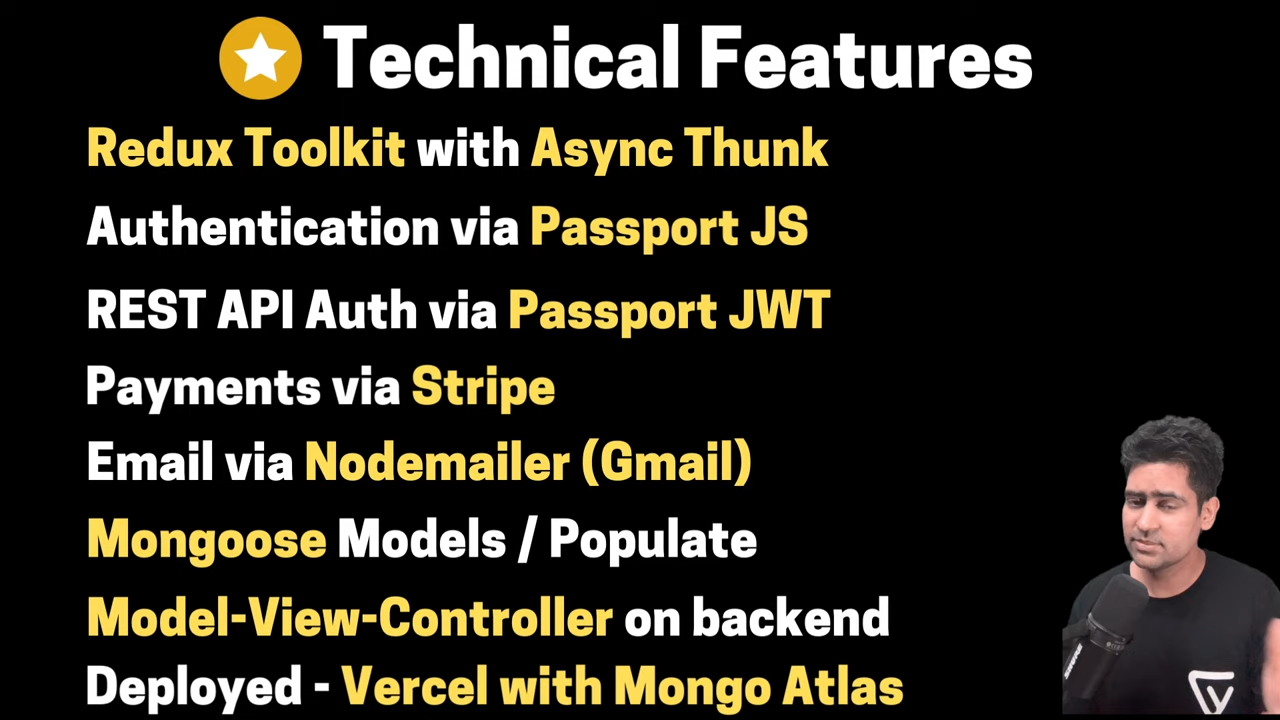 Technical Features
Redux Toolkit with Async Thunk
Authentication via Passport JS
REST API Auth via Passport JWT
Payments via Stripe
Email via Nodemailer (Gmail)
Mongoose Models / Populate
Model-View-Controller on backend
Deployed - Vercel with Mongo Atlas
SHURE